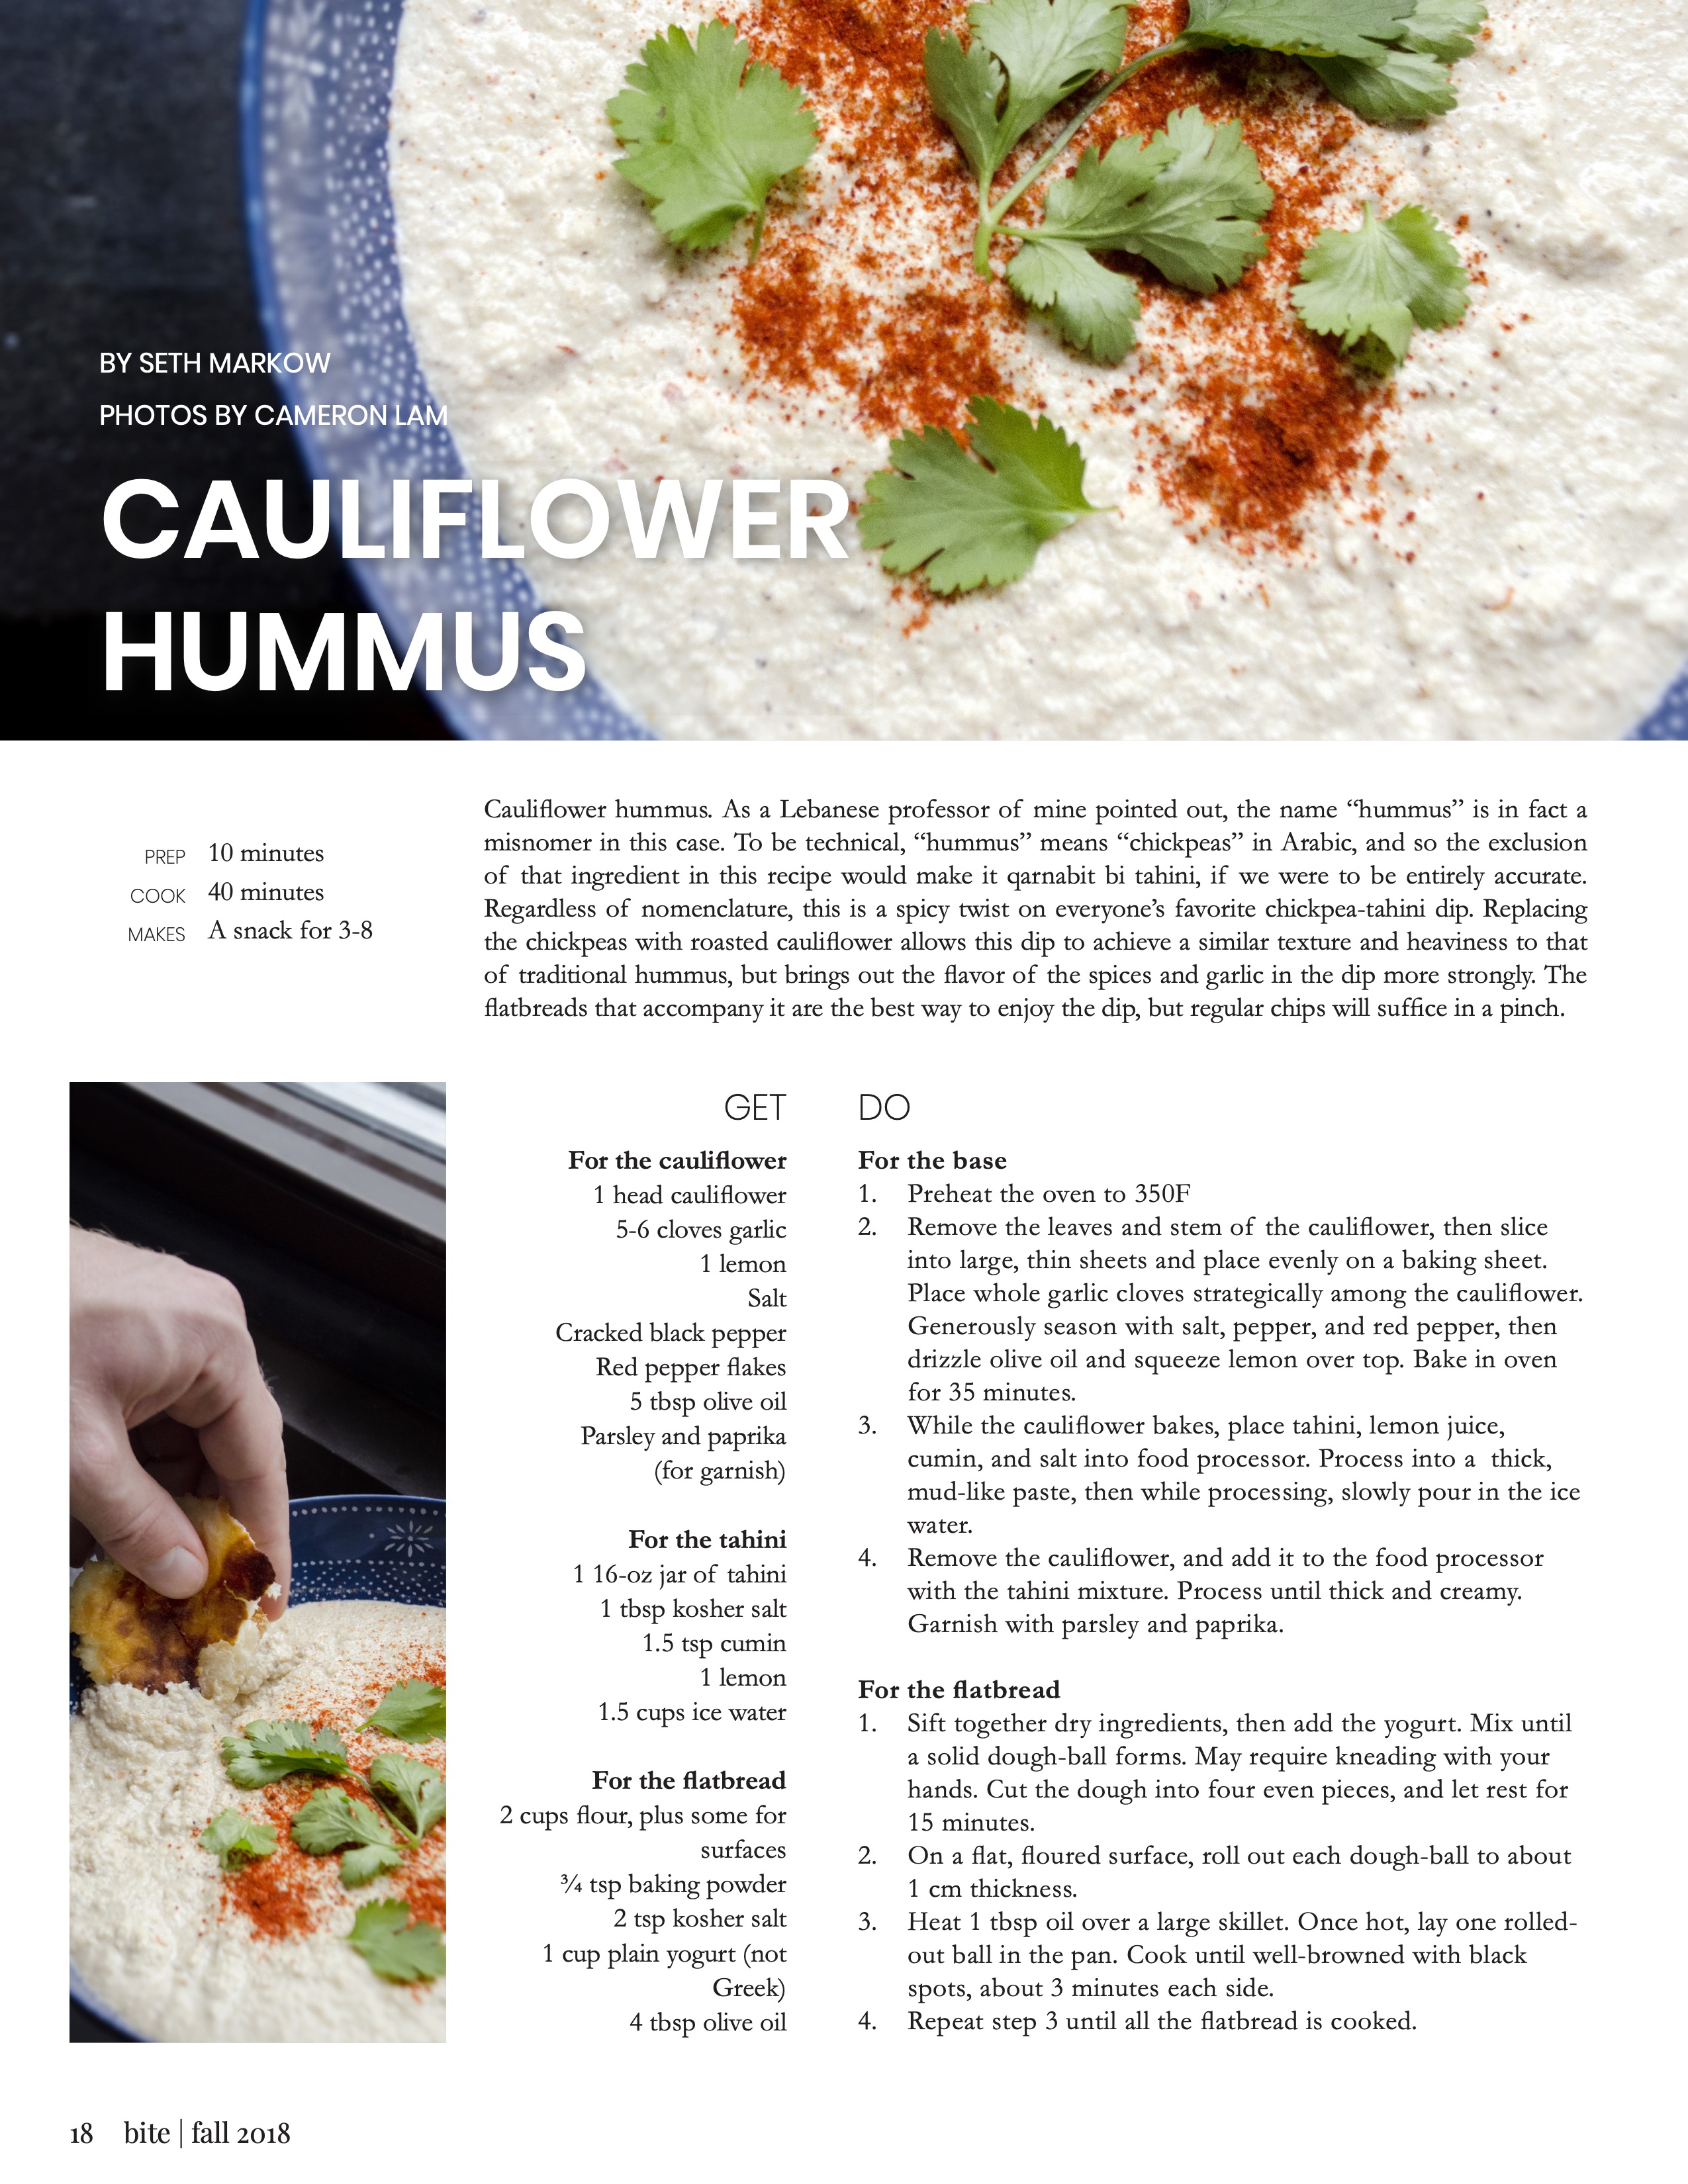 BY SETH MARKOW
PHOTOS BY CAMERON LAM
CAULIFLOWER
HUMMUS
PREP 10 minutes
COOK 40 minutes
MAKES A snack for 3-8
Cauliflower hummus. As a Lebanese professor of mine pointed out, the name “hummus” is in fact a
misnomer in this case. To be technical, “hummus” means “chickpeas” in Arabic, and so the exclusion
of that ingredient in this recipe would make it qarnabit bi tahini, if we were to be entirely accurate.
Regardless of nomenclature, this is a spicy twist on everyone’s favorite chickpea-tahini dip. Replacing
the chickpeas with roasted cauliflower allows this dip to achieve a similar texture and heaviness to that
of traditional hummus, but brings out the flavor of the spices and garlic in the dip more strongly. The
flatbreads that accompany it are the best way to enjoy the dip, but regular chips will suffice in a pinch.
GET
For the cauliflower
1 head cauliflower
5-6 cloves garlic
1 lemon
Salt
Cracked black pepper
Red pepper flakes
5 tbsp olive oil
Parsley and paprika
(for garnish)
For the tahini
1 16-oz jar of tahini
1 tbsp kosher salt
1.5 tsp cumin
1 lemon
1.5 cups ice water
For the flatbread
2 cups flour, plus some for
surfaces
¾ tsp baking powder
2 tsp kosher salt
1 cup plain yogurt (not
Greek)
4 tbsp olive oil
DO
For the base
1. Preheat the oven to 350F
2. Remove the leaves and stem of the cauliflower, then slice
into large, thin sheets and place evenly on a baking sheet.
Place whole garlic cloves strategically among the cauliflower.
Generously season with salt, pepper, and red pepper, then
drizzle olive oil and squeeze lemon over top. Bake in oven
for 35 minutes.
3. While the cauliflower bakes, place tahini, lemon juice,
cumin, and salt into food processor. Process into a thick,
mud-like paste, then while processing, slowly pour in the ice
water.
4. Remove the cauliflower, and add it to the food processor
with the tahini mixture. Process until thick and creamy.
Garnish with parsley and paprika.
For the flatbread
1. Sift together dry ingredients, then add the yogurt. Mix until
a solid dough-ball forms. May require kneading with your
hands. Cut the dough into four even pieces, and let rest for
15 minutes.
2. On a flat, floured surface, roll out each dough-ball to about
1 cm thickness.
3. Heat 1 tbsp oil over a large skillet. Once hot, lay one rolled-
out ball in the pan. Cook until well-browned with black
spots, about 3 minutes each side.
4. Repeat step 3 until all the flatbread is cooked.
18 bite | fall 2018